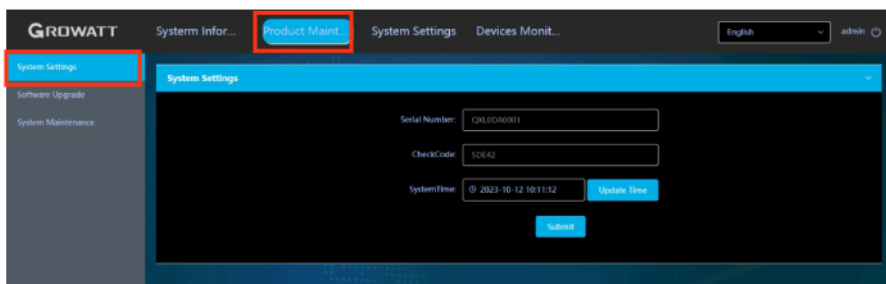 GROWATT
Systerm Infor...
Product Maint...
System Settings
Devices Monit...
English
admin
System Settings
Software Upgrade
System Maintenance
System Settings
Serial Number:
CheckCode: 5DE42
SystemTime: 2023-10-12 10:11:12 Update Time
Submit